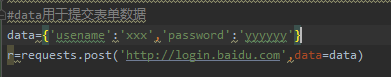 #data用于提交表单数据
data={'usename':'xxx','password':'yyyyyy'}
r=requests.post('http://login.baidu.com',data=data)